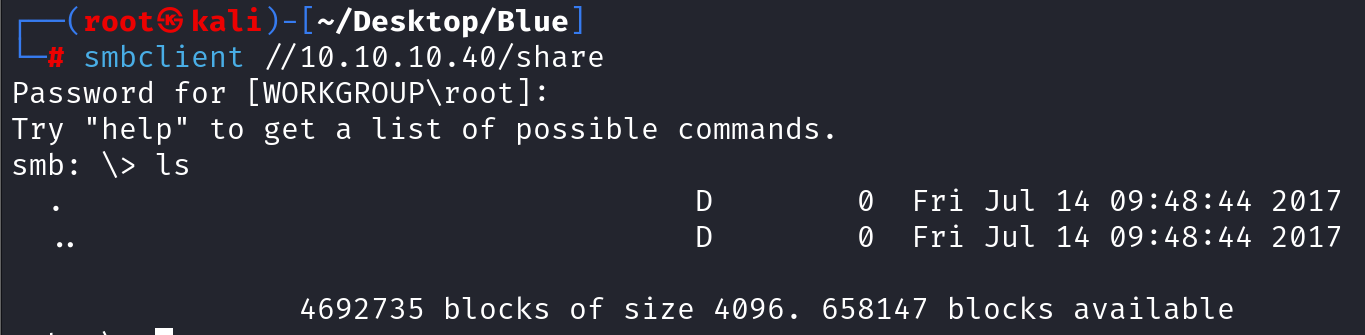 ┌──(root㉿kali)-[~/Desktop/Blue]
└─# smbclient //10.10.10.40/share
Password for [WORKGROUP\root]:
Try "help" to get a list of possible commands.
smb: \> ls
  .                                   D        0  Fri Jul 14 09:48:44 2017
  ..                                  D        0  Fri Jul 14 09:48:44 2017
                4692735 blocks of size 4096. 658147 blocks available